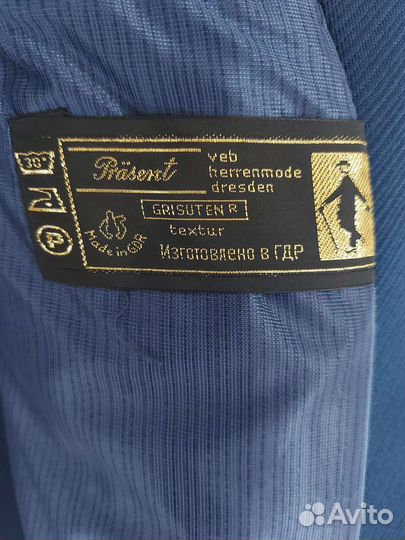 30°
Präsent
veb
herrenmode
dresden
GRISUTEN R
textur
Made in GDR
Изготовлено в ГДР
P
Avito